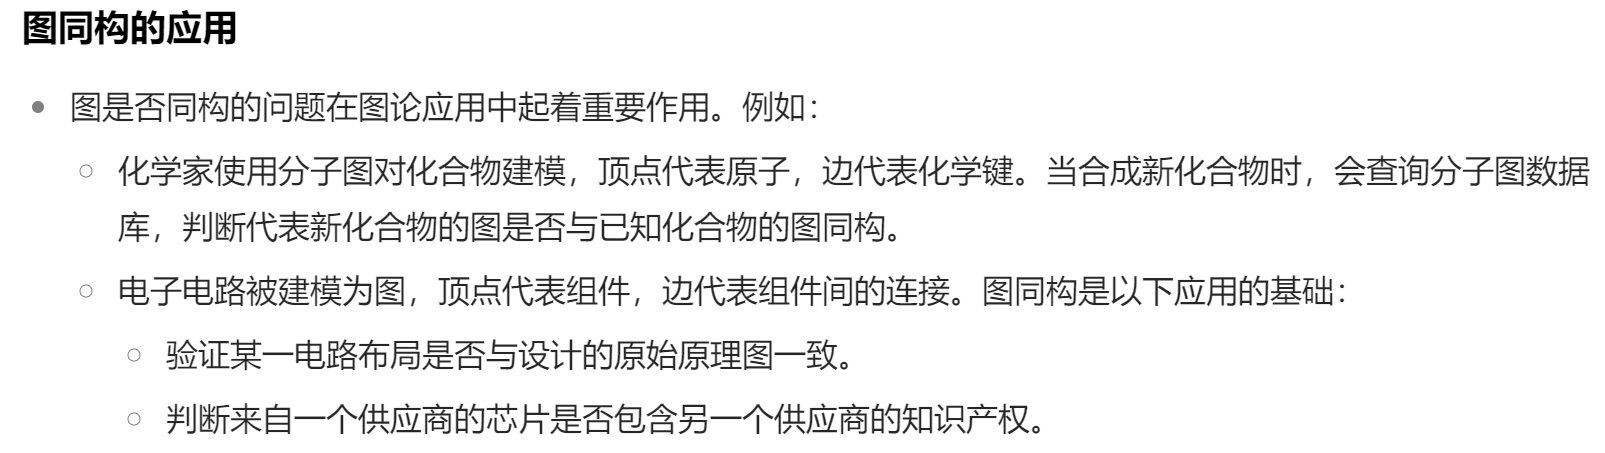 图同构的应用
图是否同构的问题在图论应用中起着重要作用。例如：
化学家使用分子图对化合物建模，顶点代表原子，边代表化学键。当合成新化合物时，会查询分子图数据
库，判断代表新化合物的图是否与已知化合物的图同构。
电子电路被建模为图，顶点代表组件，边代表组件间的连接。图同构是以下应用的基础：
验证某一电路布局是否与设计的原始原理图一致。
判断来自一个供应商的芯片是否包含另一个供应商的知识产权。